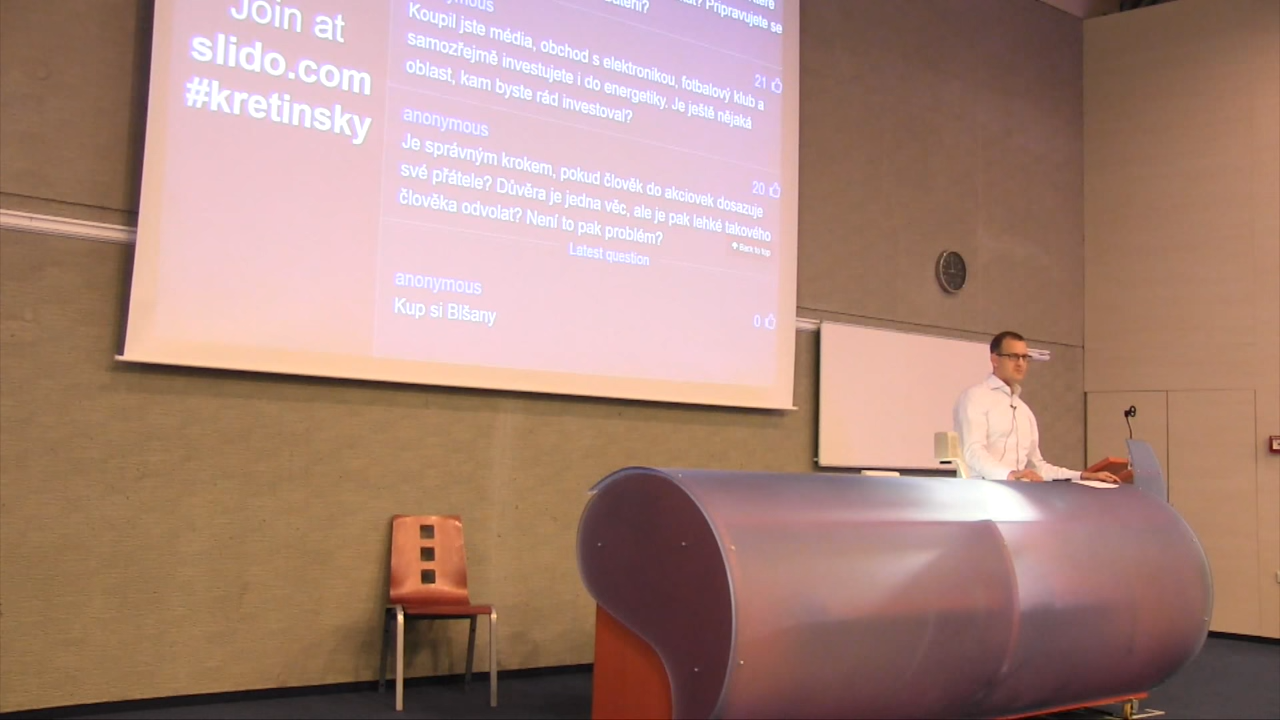 Join at
slido.com
#kretinsky
Připravujete se
Koupil jste média, obchod s elektronikou, fotbalový klub a
samozřejmě investujete i do energetiky. Je ještě nějaká
oblast, kam byste rád investoval?
21
anonymous
Je správným krokem, pokud člověk do akciovek dosazuje
své přátele? Důvěra je jedna věc, ale je pak lehké takového
člověka odvolat? Není to pak problém?
20
Back to top
Latest question
anonymous
Kup si Blšany
0